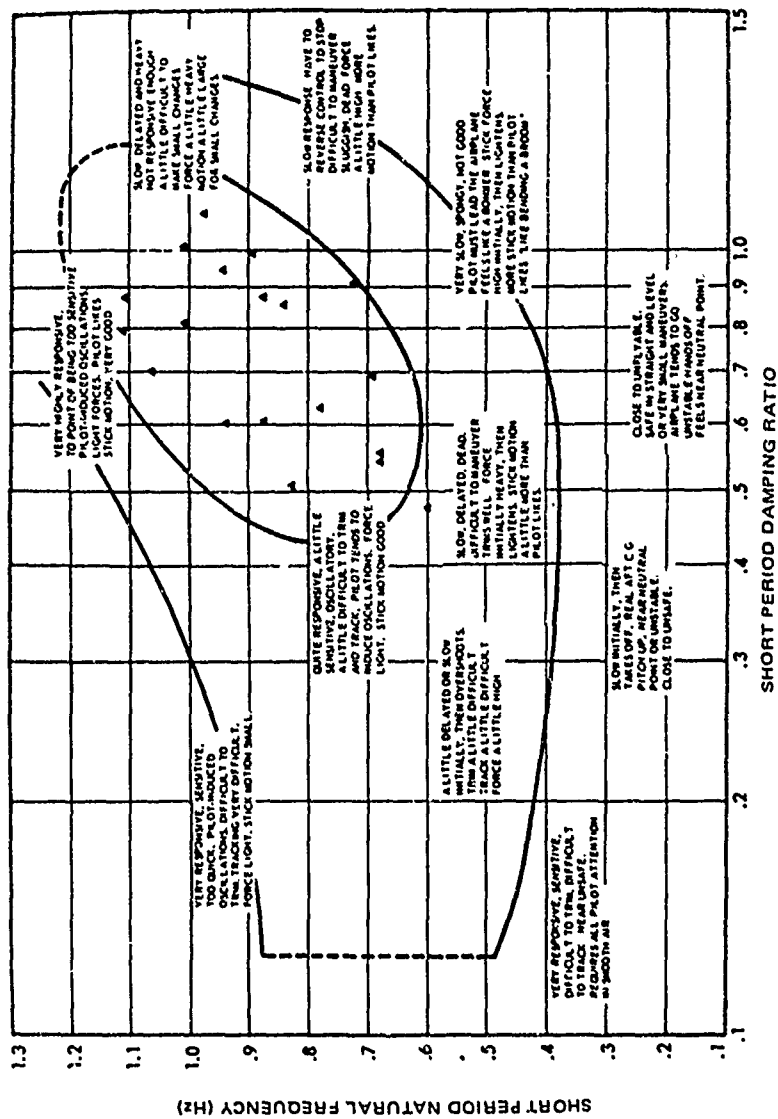 SLOW DELAYED AND HEAVY
NOT RESPONSIVE ENOUGH
A LITTLE DIFFICULT TO
MAKE SMALL CHANGES.
FORCE A LITTLE HEAVY
MOTION A LITTLE LARGE
FOR SMALL CHANGES.
SLOW RESPONSE HAVE TO
REVERSE CONTROL TO STOP
DIFFICULT TO MANEUVER
SLUGGISH, DEAD FORCE
A LITTLE HIGH MORE
MOTION THAN PILOT LIKES.
VERY SLOW, SPONGY, NOT GOOD
PILOT MUST LEAD THE AIRPLANE
FEELS LIKE A BOMBER STICK FORCE
HIGH INITIALLY, THEN LIGHTENS
MORE STICK MOTION THAN PILOT
LIKES "LIKE BENDING A BROOM"
VERY HIGHLY RESPONSIVE,
TO POINT OF BEING TOO SENSITIVE
PILOT-INDUCED OSCILLATIONS.
LIGHT FORCES. PILOT LIKES
STICK MOTION, VERY GOOD
CLOSE TO UNFLYABLE.
SAFE IN STRAIGHT AND LEVEL
OR VERY SMALL MANEUVERS.
AIRPLANE TENDS TO GO
UNSTABLE HANDS OFF
FEELS NEAR NEUTRAL POINT.
QUITE RESPONSIVE, A LITTLE
SENSITIVE, OSCILLATORY,
A LITTLE DIFFICULT TO TRIM
AND TRACK, PILOT TENDS TO
INDUCE OSCILLATIONS. FORCE
LIGHT, STICK MOTION GOOD
SLOW, DELAYED, DEAD.
DIFFICULT TO MANEUVER
TRIMS WELL FORCE
INITIALLY HEAVY, THEN
LIGHTENS STICK MOTION
A LITTLE MORE THAN
PILOT LIKES.
A LITTLE DELAYED OR SLOW
INITIALLY, THEN OVERSHOOTS.
TRIM A LITTLE DIFFICULT
TRACK A LITTLE DIFFICULT
FORCE A LITTLE HIGH
SLOW INITIALLY, THEN
TAKES OFF, REAL AFT CG
PITCH UP, NEAR NEUTRAL
POINT OR UNSTABLE.
CLOSE TO UNSAFE.
VERY RESPONSIVE, SENSITIVE,
TOO QUICK, PILOT-INDUCED
OSCILLATIONS, DIFFICULT TO
TRIM, TRACKING VERY DIFFICULT,
FORCE LIGHT, STICK MOTION SMALL.
VERY RESPONSIVE, SENSITIVE,
DIFFICULT TO TRIM, DIFFICULT
TO TRACK NEAR UNSAFE.
REQUIRES ALL PILOT ATTENTION
IN SMOOTH AIR
SHORT PERIOD NATURAL FREQUENCY (Hz)
1.3
1.2
1.1
1.0
.9
.8
.7
.6
.5
.4
.3
.2
.1
SHORT PERIOD DAMPING RATIO
.1
.2
.3
.4
.5
.6
.7
.8
.9
1.0
1.5